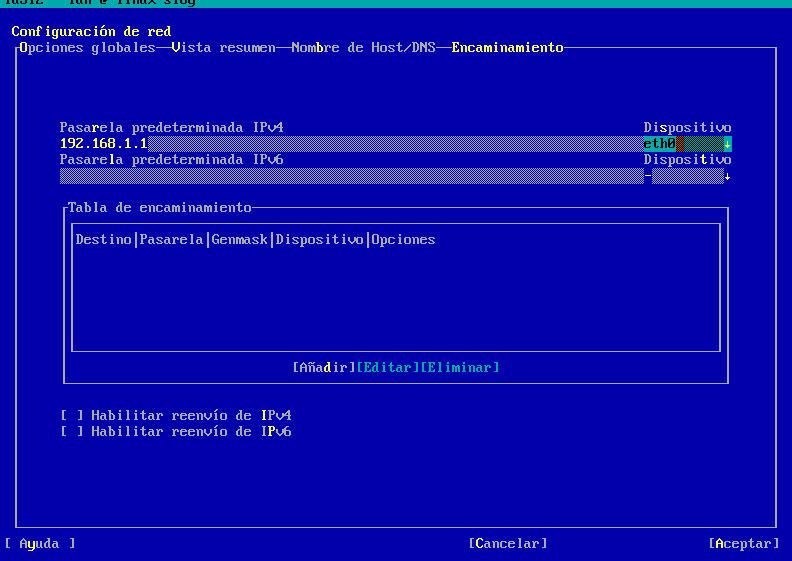 Configuración de red
Opciones globales—Vista resumen—Nombre de Host/DNS—Encaminamiento
Pasarela predeterminada IPv4 Dispositivo
192.168.1.1 eth0 ↓
Pasarela predeterminada IPv6 Dispositivo
- ↓
Tabla de encaminamiento
Destino|Pasarela|Genmask|Dispositivo|Opciones
[Añadir][Editar][Eliminar]
[ ] Habilitar reenvío de IPv4
[ ] Habilitar reenvío de IPv6
[ Ayuda ] [Cancelar] [Aceptar]